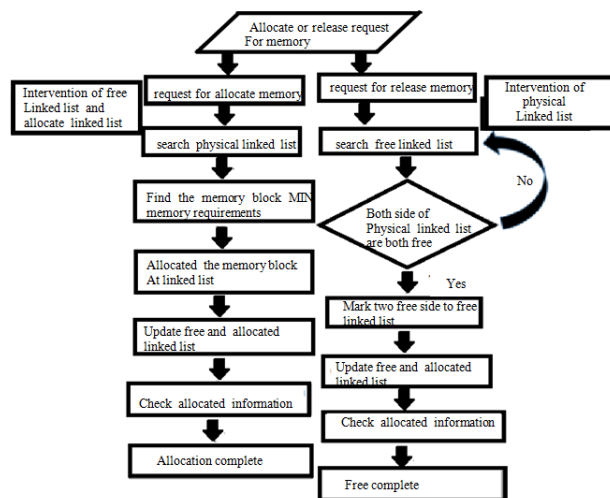 Allocate or release request
For memory
Intervention of free
Linked list and
allocate linked list
request for allocate memory
request for release memory
Intervention of
physical
Linked list
search physical linked list
search free linked list
No
Find the memory block MIN
memory requirements
Both side of
Physical linked list
are both free
Allocated the memory block
At linked list
Yes
Mark two free side to free
linked list
Update free and allocated
linked list
Update free and allocated
linked list
Check allocated information
Check allocated information
Allocation complete
Free complete